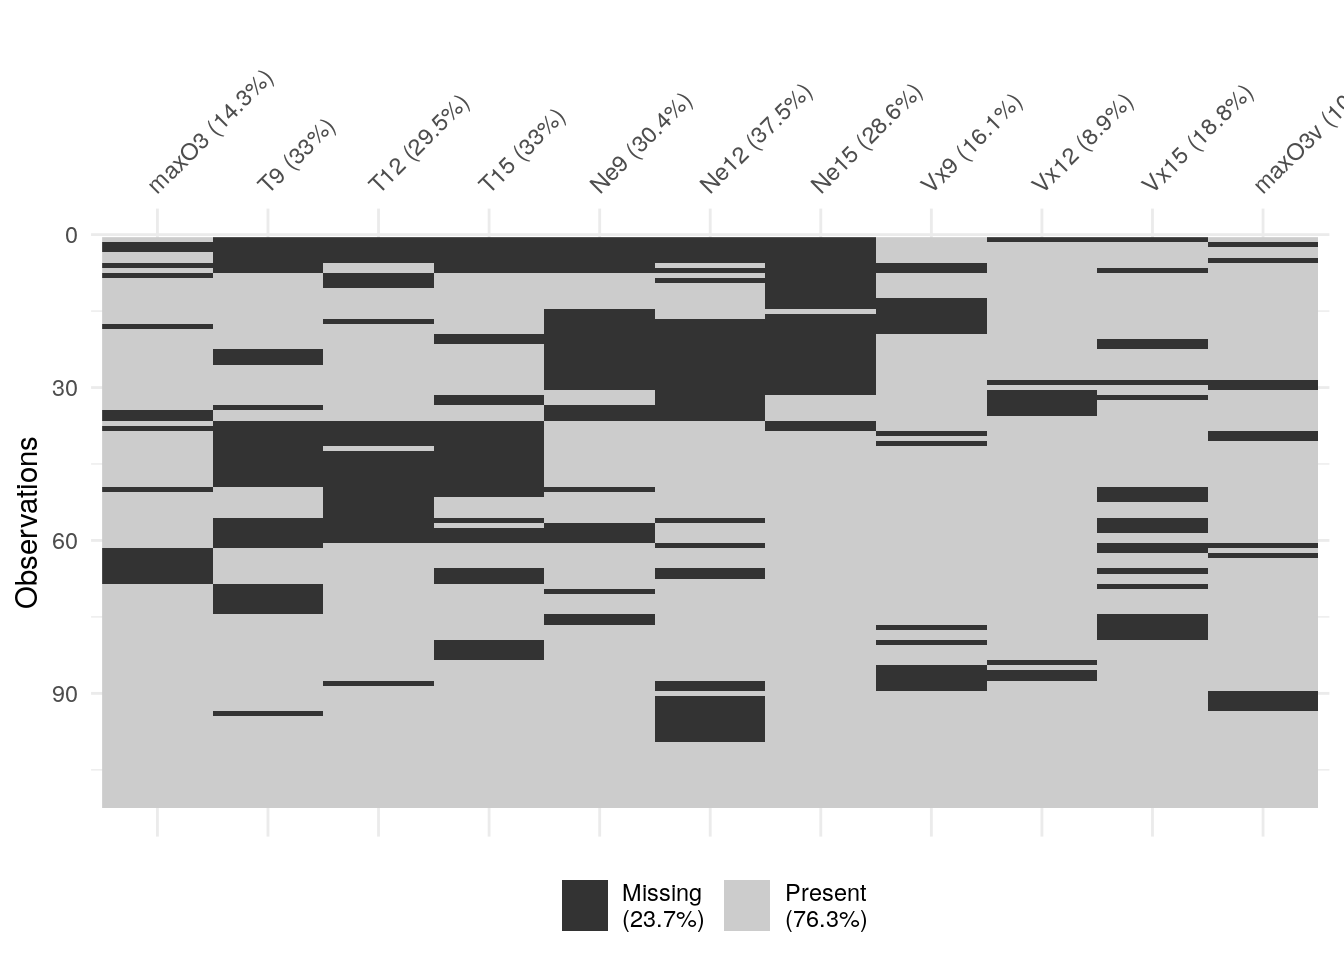 maxO3 (14.3%)
T9 (33%)
T12 (29.5%)
T15 (33%)
Ne9 (30.4%)
Ne12 (37.5%)
Ne15 (28.6%)
Vx9 (16.1%)
Vx12 (8.9%)
Vx15 (18.8%)
maxO3v (10
0
30
60
90
Observations
Missing
(23.7%)
Present
(76.3%)